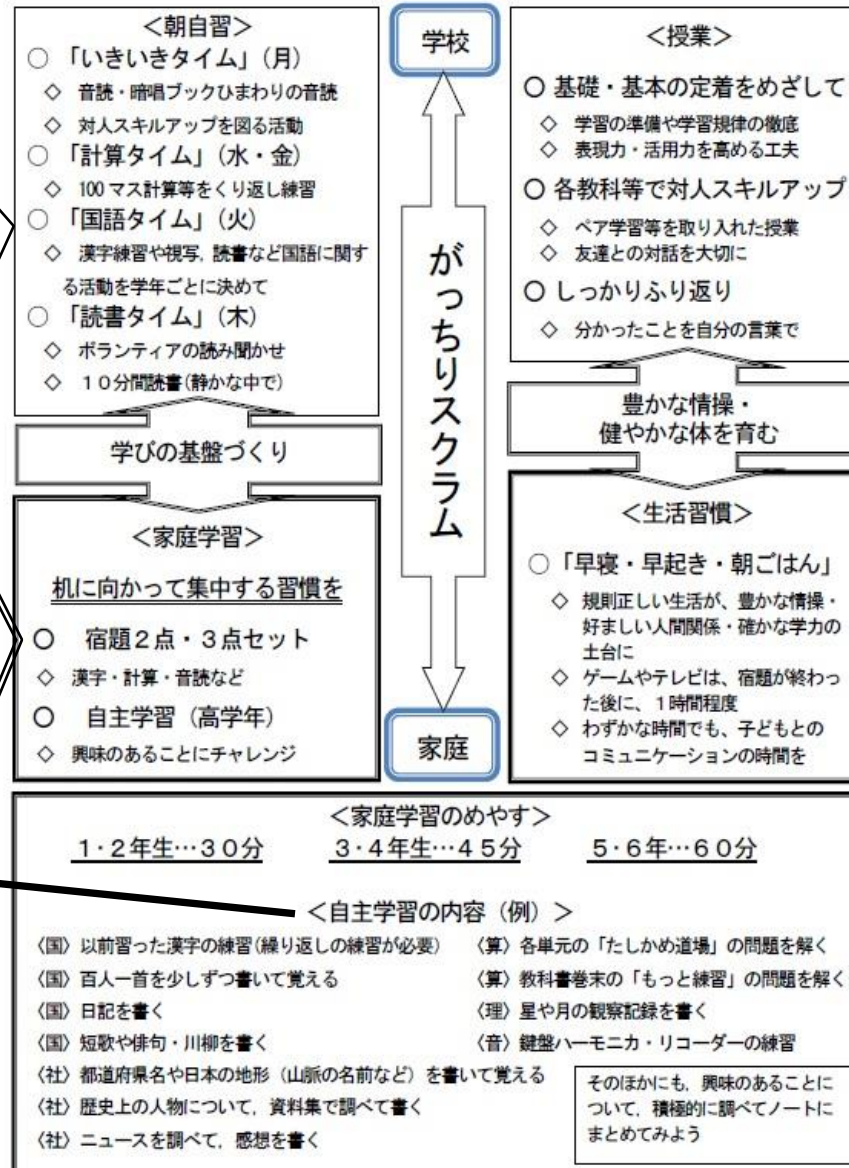 <朝自習>
○ 「いきいきタイム」(月)
◇ 音読・暗唱ブックひまわりの音読
◇ 対人スキルアップを図る活動
○ 「計算タイム」(水・金)
◇ 100マス計算等をくり返し練習
○ 「国語タイム」(火)
◇ 漢字練習や視写，読書など国語に関す
る活動を学年ごとに決めて
○ 「読書タイム」(木)
◇ ボランティアの読み聞かせ
◇ １０分間読書(静かな中で)
学びの基盤づくり
<家庭学習>
机に向かって集中する習慣を
○ 宿題２点・３点セット
◇ 漢字・計算・音読など
○ 自主学習（高学年）
◇ 興味のあることにチャレンジ
学校
がっちりスクラム
家庭
<授業>
○ 基礎・基本の定着をめざして
◇ 学習の準備や学習規律の徹底
◇ 表現力・活用力を高める工夫
○ 各教科等で対人スキルアップ
◇ ペア学習等を取り入れた授業
◇ 友達との対話を大切に
○ しっかりふり返り
◇ 分かったことを自分の言葉で
豊かな情操・
健やかな体を育む
<生活習慣>
○ 「早寝・早起き・朝ごはん」
◇ 規則正しい生活が、豊かな情操・
好ましい人間関係・確かな学力の
土台に
◇ ゲームやテレビは、宿題が終わっ
た後に、１時間程度
◇ わずかな時間でも、子どもとの
コミュニケーションの時間を
<家庭学習のめやす>
１・２年生…３０分 ３・４年生…４５分 ５・６年…６０分
<自主学習の内容（例）>
〈国〉以前習った漢字の練習(繰り返しの練習が必要) 〈算〉各単元の「たしかめ道場」の問題を解く
〈国〉百人一首を少しずつ書いて覚える 〈算〉教科書巻末の「もっと練習」の問題を解く
〈国〉日記を書く 〈理〉星や月の観察記録を書く
〈国〉短歌や俳句・川柳を書く 〈音〉鍵盤ハーモニカ・リコーダーの練習
〈社〉都道府県名や日本の地形（山脈の名前など）を書いて覚える
〈社〉歴史上の人物について，資料集で調べて書く
〈社〉ニュースを調べて，感想を書く
そのほかにも，興味のあることに
ついて，積極的に調べてノートに
まとめてみよう